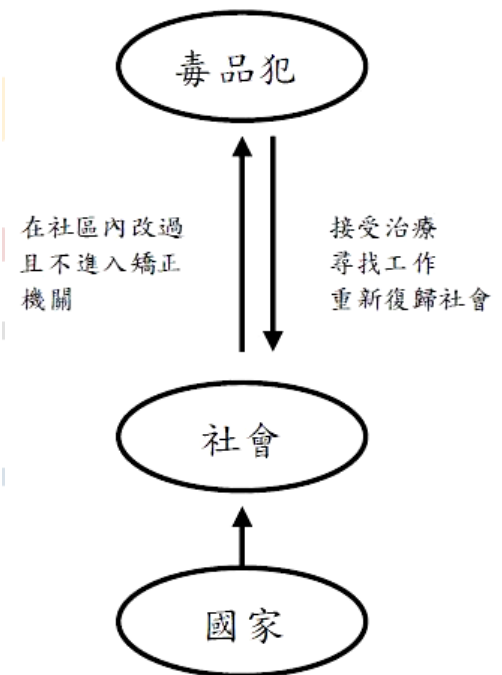 毒品犯
在社區內改過
且不進入矯正
機關
接受治療
尋找工作
重新復歸社會
社會
國家